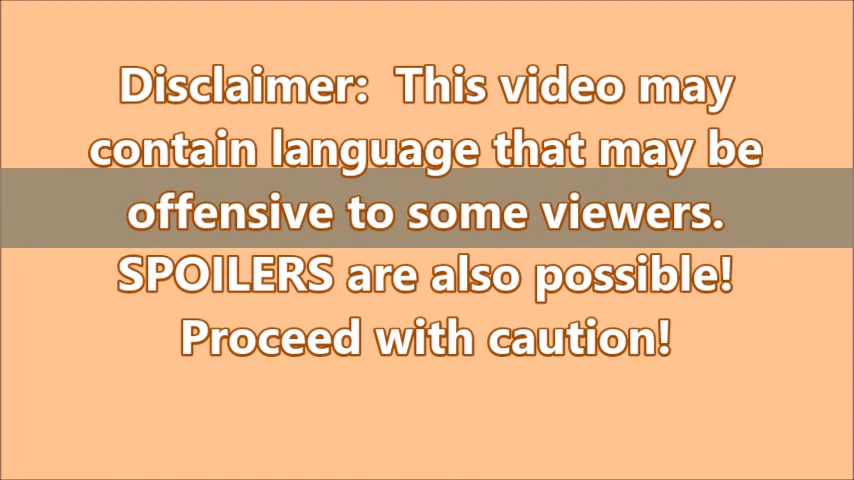 Disclaimer:  This video may
contain language that may be
offensive to some viewers.
SPOILERS are also possible!
Proceed with caution!